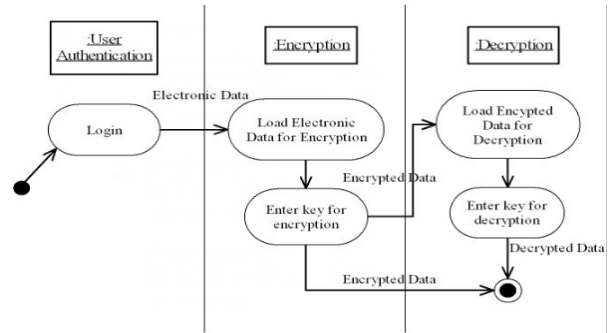 :User
Authentication
:Encryption
:Decryption
Electronic Data
Login
Load Electronic
Data for Encryption
Load Encypted
Data for
Decryption
Encrypted Data
Enter key for
encryption
Enter key for
decryption
Decrypted Data
Encrypted Data